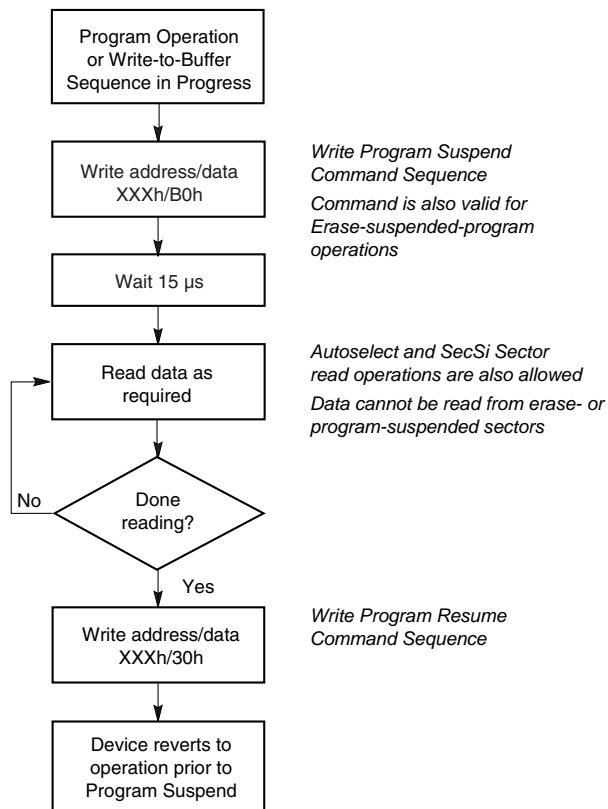 Program Operation
or Write-to-Buffer
Sequence in Progress
Write address/data
XXXh/B0h
Write Program Suspend
Command Sequence
Command is also valid for
Erase-suspended-program
operations
Wait 15 μs
Read data as
required
Autoselect and SecSi Sector
read operations are also allowed
Data cannot be read from erase- or
program-suspended sectors
No
Done
reading?
Yes
Write address/data
XXXh/30h
Write Program Resume
Command Sequence
Device reverts to
operation prior to
Program Suspend